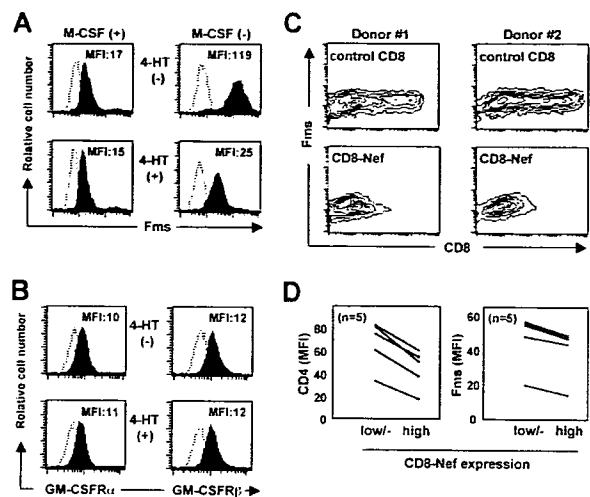 A
M-CSF (+)
M-CSF (-)
MFI:17
4-HT
(-)
MFI:119
MFI:15
4-HT
(+)
MFI:25
Relative cell number
Fms
B
MFI:10
4-HT
(-)
MFI:12
MFI:11
4-HT
(+)
MFI:12
Relative cell number
GM-CSFRα
GM-CSFRβ
C
Donor #1
Donor #2
control CD8
control CD8
CD8-Nef
CD8-Nef
Fms
CD8
D
(n=5)
(n=5)
80
60
40
20
0
CD4 (MFI)
60
40
20
0
Fms (MFI)
low/- high
low/- high
CD8-Nef expression